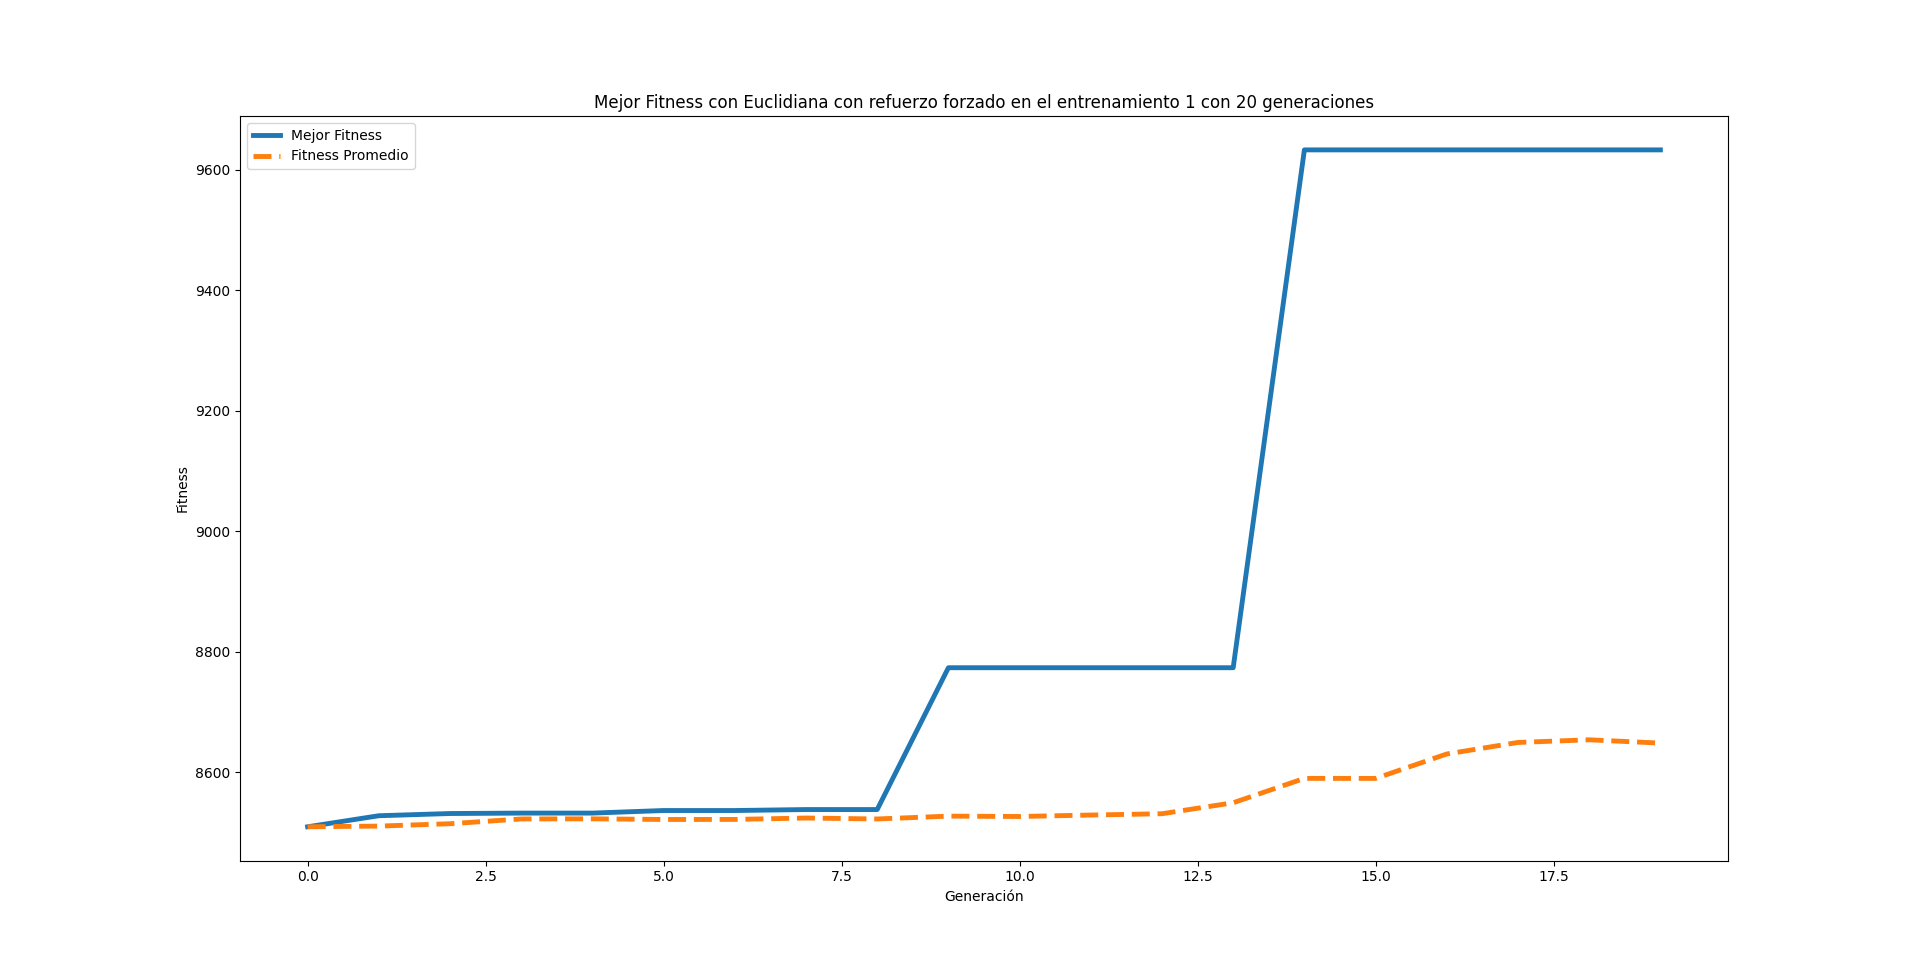 Mejor Fitness con Euclidiana con refuerzo forzado en el entrenamiento 1 con 20 generaciones
Mejor Fitness
Fitness Promedio
9600
9400
9200
9000
8800
8600
Fitness
0.0 2.5 5.0 7.5 10.0 12.5 15.0 17.5
Generación